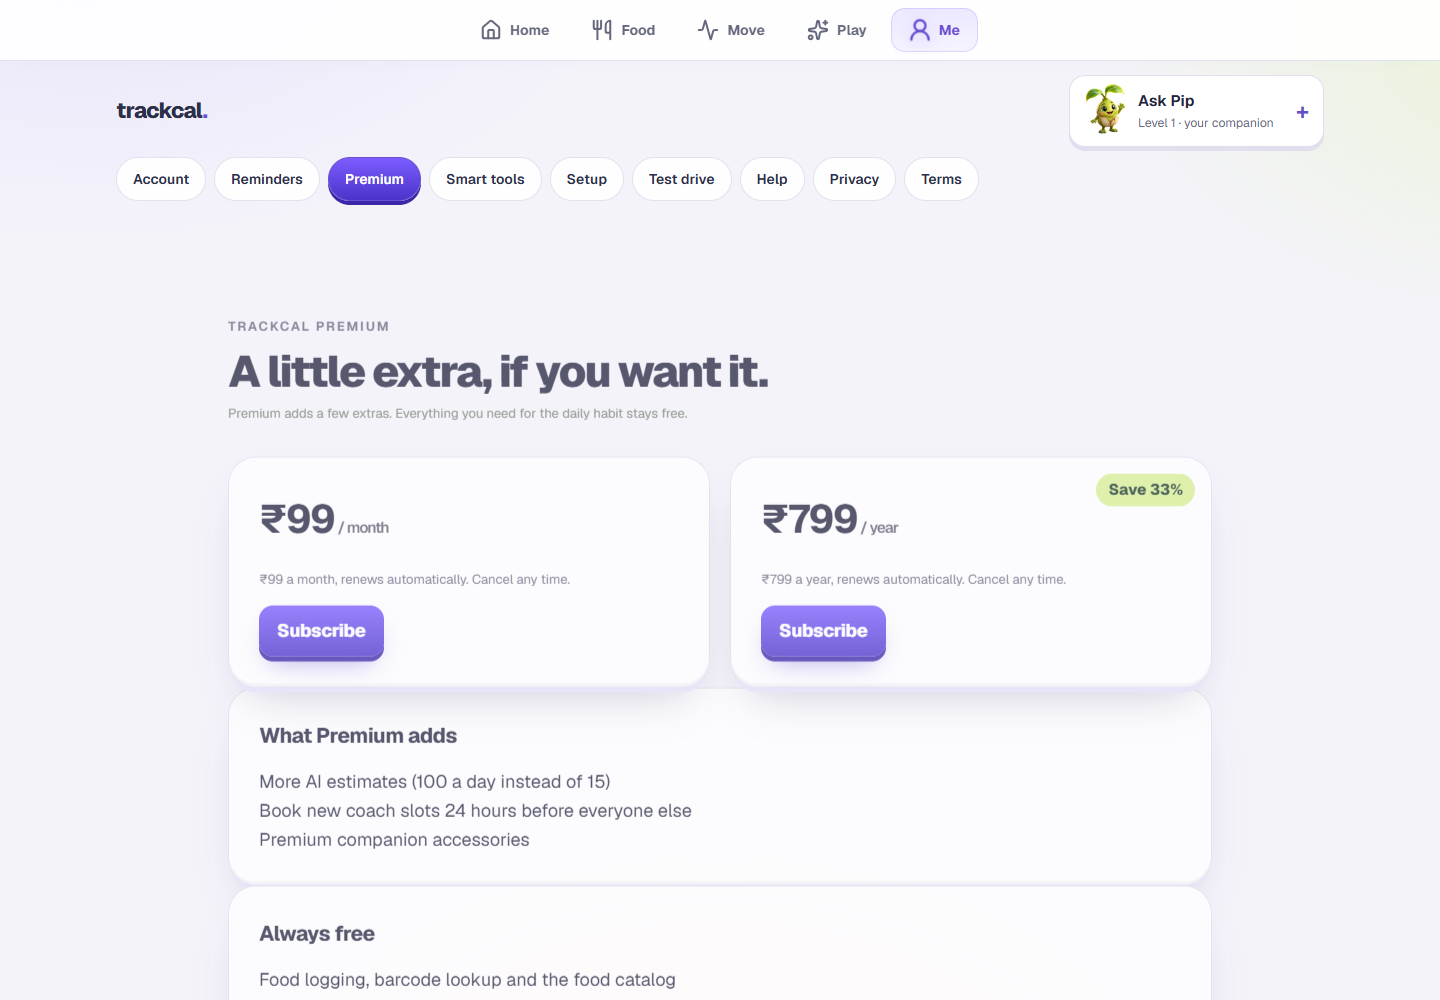 Home Food Move Play Me
trackcal.
Ask Pip
Level 1 · your companion
+
Account Reminders Premium Smart tools Setup Test drive Help Privacy Terms
TRACKCAL PREMIUM
A little extra, if you want it.
Premium adds a few extras. Everything you need for the daily habit stays free.
₹99 / month
₹99 a month, renews automatically. Cancel any time.
Subscribe
Save 33%
₹799 / year
₹799 a year, renews automatically. Cancel any time.
Subscribe
What Premium adds
More AI estimates (100 a day instead of 15)
Book new coach slots 24 hours before everyone else
Premium companion accessories
Always free
Food logging, barcode lookup and the food catalog